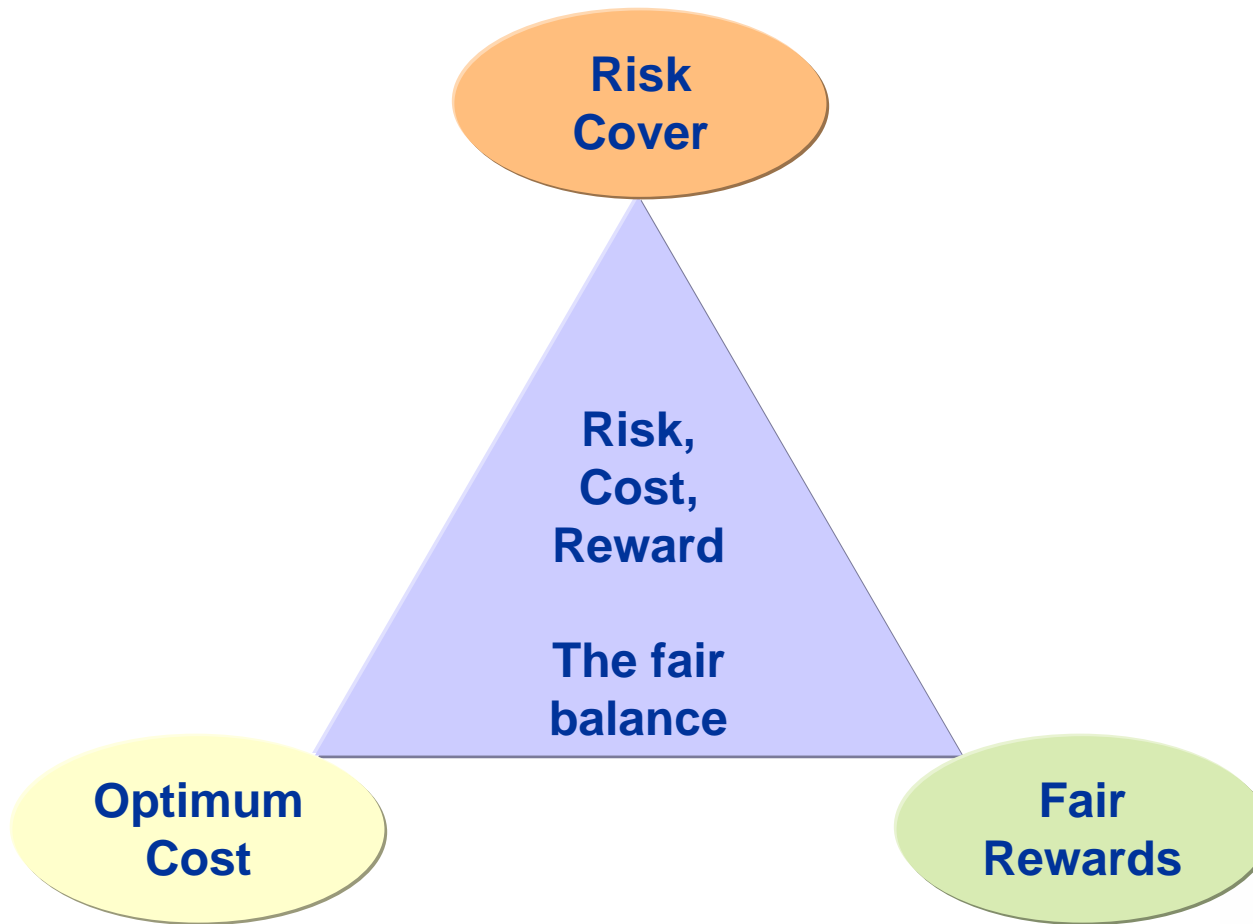 Risk
Cover
Risk,
Cost,
Reward
The fair
balance
Optimum
Cost
Fair
Rewards